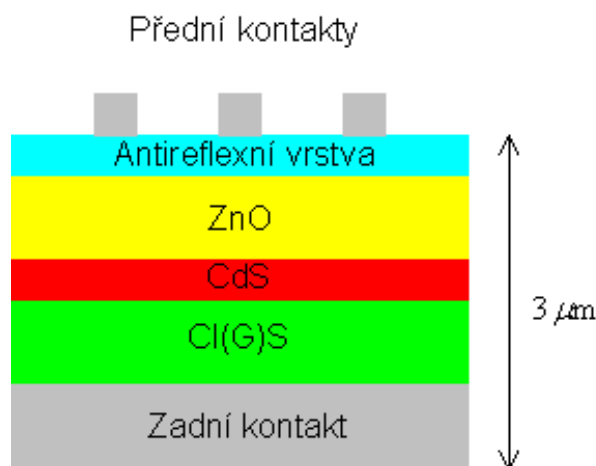 Přední kontakty
Antireflexní vrstva
ZnO
CdS
CI(G)S
3 μm
Zadní kontakt